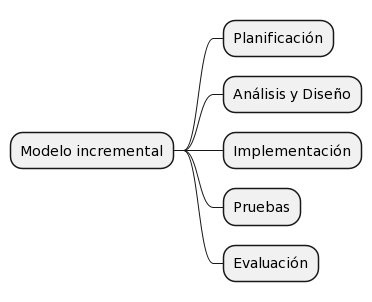 Planificación
Análisis y Diseño
Modelo incremental
Implementación
Pruebas
Evaluación